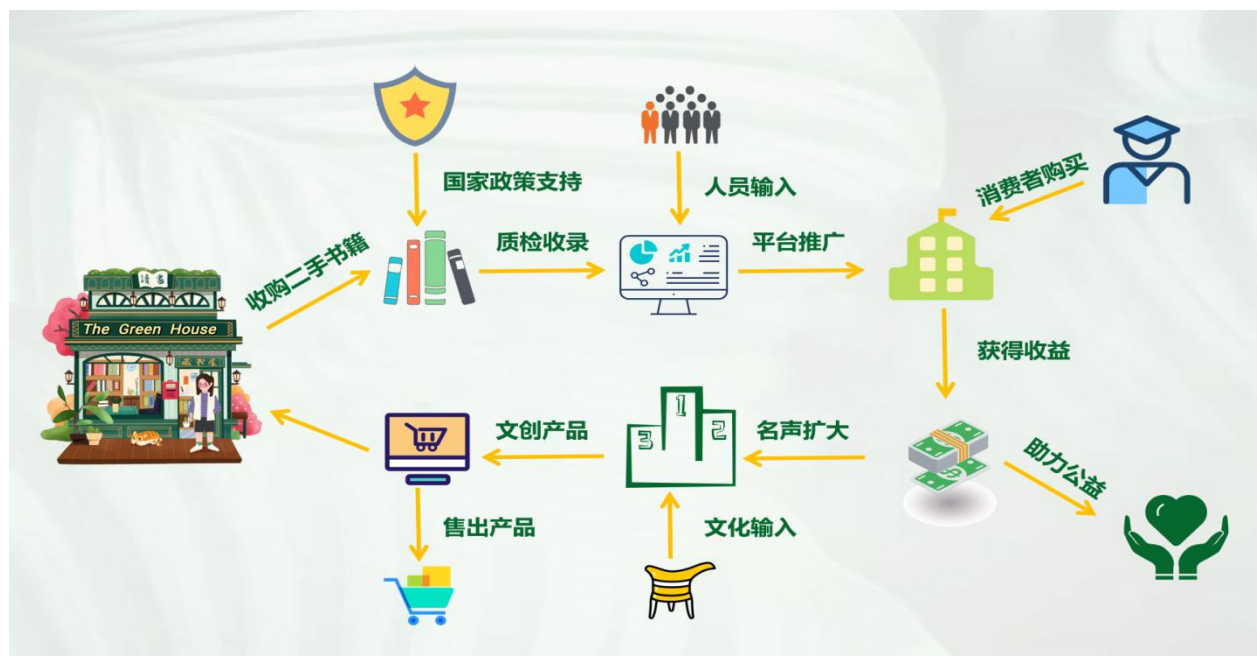 国家政策支持
人员输入
消费者购买
收购二手书籍
质检收录
平台推广
The Green House
获得收益
文创产品
1
2
3
名声扩大
助力公益
售出产品
文化输入